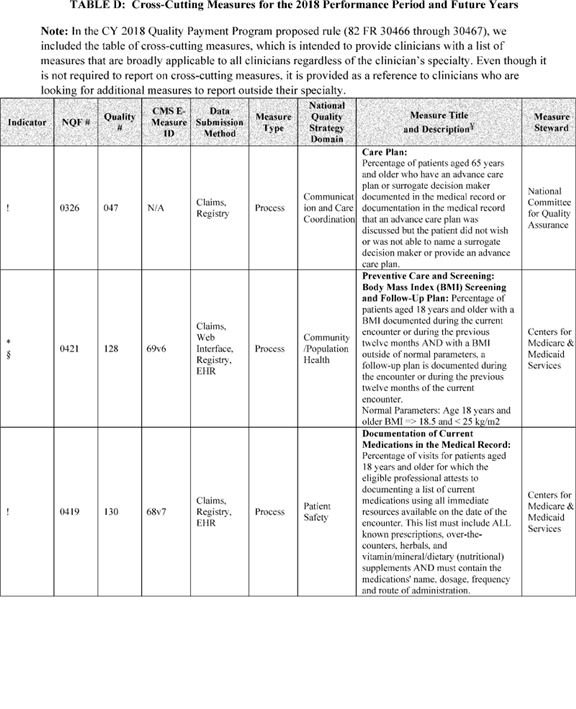 TABLE D: Cross-Cutting Measures for the 2018 Performance Period and Future Years
Note: In the CY 2018 Quality Payment Program proposed rule (82 FR 30466 through 30467), we
included the table of cross-cutting measures, which is intended to provide clinicians with a list of
measures that are broadly applicable to all clinicians regardless of the clinician's specialty. Even though it
is not required to report on cross-cutting measures, it is provided as a reference to clinicians who are
looking for additional measures to report outside their specialty.
Indicator
NQF #
Quality
#
CMS E-
Measure
ID
Data
Submission
Method
Measure
Type
National
Quality
Strategy
Domain
Measure Title
and Description¥
Measure
Steward
!
0326
047
N/A
Claims,
Registry
Process
Communicat
ion and Care
Coordination
Care Plan:
Percentage of patients aged 65 years
and older who have an advance care
plan or surrogate decision maker
documented in the medical record or
documentation in the medical record
that an advance care plan was
discussed but the patient did not wish
or was not able to name a surrogate
decision maker or provide an advance
care plan.
National
Committee
for Quality
Assurance
*
§
0421
128
69v6
Claims,
Web
Interface,
Registry,
EHR
Process
Community
/Population
Health
Preventive Care and Screening:
Body Mass Index (BMI) Screening
and Follow-Up Plan: Percentage of
patients aged 18 years and older with a
BMI documented during the current
encounter or during the previous
twelve months AND with a BMI
outside of normal parameters, a
follow-up plan is documented during
the encounter or during the previous
twelve months of the current
encounter.
Normal Parameters: Age 18 years and
older BMI => 18.5 and < 25 kg/m2
Centers for
Medicare &
Medicaid
Services
!
0419
130
68v7
Claims,
Registry,
EHR
Process
Patient
Safety
Documentation of Current
Medications in the Medical Record:
Percentage of visits for patients aged
18 years and older for which the
eligible professional attests to
documenting a list of current
medications using all immediate
resources available on the date of the
encounter. This list must include ALL
known prescriptions, over-the-
counters, herbals, and
vitamin/mineral/dietary (nutritional)
supplements AND must contain the
medications' name, dosage, frequency
and route of administration.
Centers for
Medicare &
Medicaid
Services